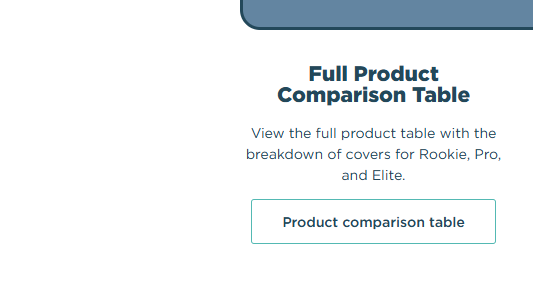 Full Product
Comparison Table
View the full product table with the
breakdown of covers for Rookie, Pro,
and Elite.
Product comparison table